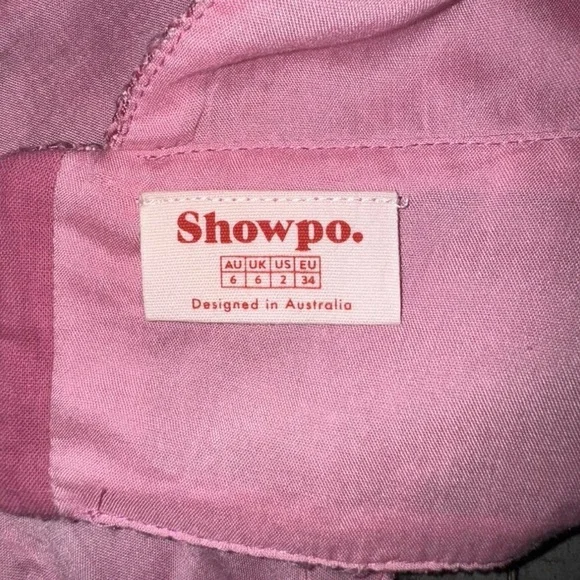 Showpo.
AU UK US EU
6 6 2 34
Designed in Australia